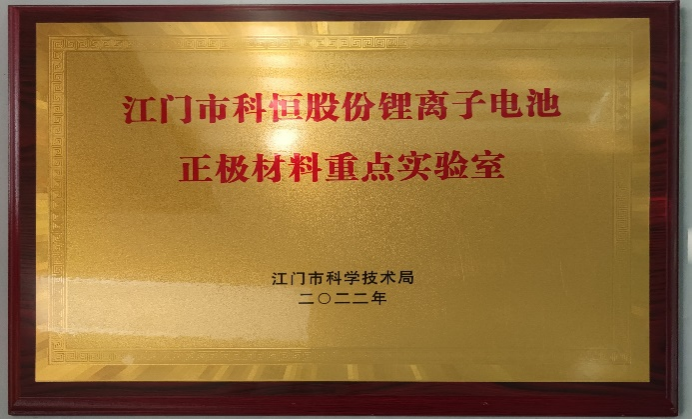 江门市科恒股份锂离子电池
正极材料重点实验室
江门市科学技术局
二〇二二年